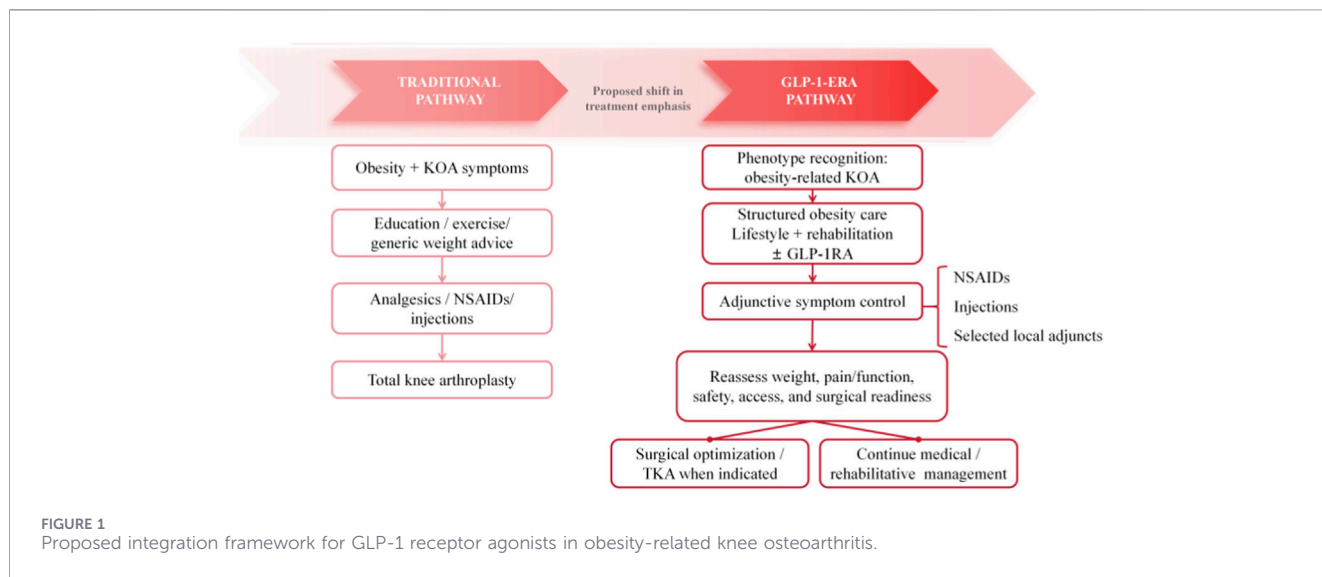 TRADITIONAL
PATHWAY
Proposed shift in
treatment emphasis
GLP-1-ERA
PATHWAY
Obesity + KOA symptoms
Education / exercise/
generic weight advice
Analgesics / NSAIDs/
injections
Total knee arthroplasty
Phenotype recognition:
obesity-related KOA
Structured obesity care
Lifestyle + rehabilitation
± GLP-1RA
Adjunctive symptom control
NSAIDs
Injections
Selected local adjuncts
Reassess weight, pain/function,
safety, access, and surgical readiness
Surgical optimization /
TKA when indicated
Continue medical /
rehabilitative management
FIGURE 1
Proposed integration framework for GLP-1 receptor agonists in obesity-related knee osteoarthritis.